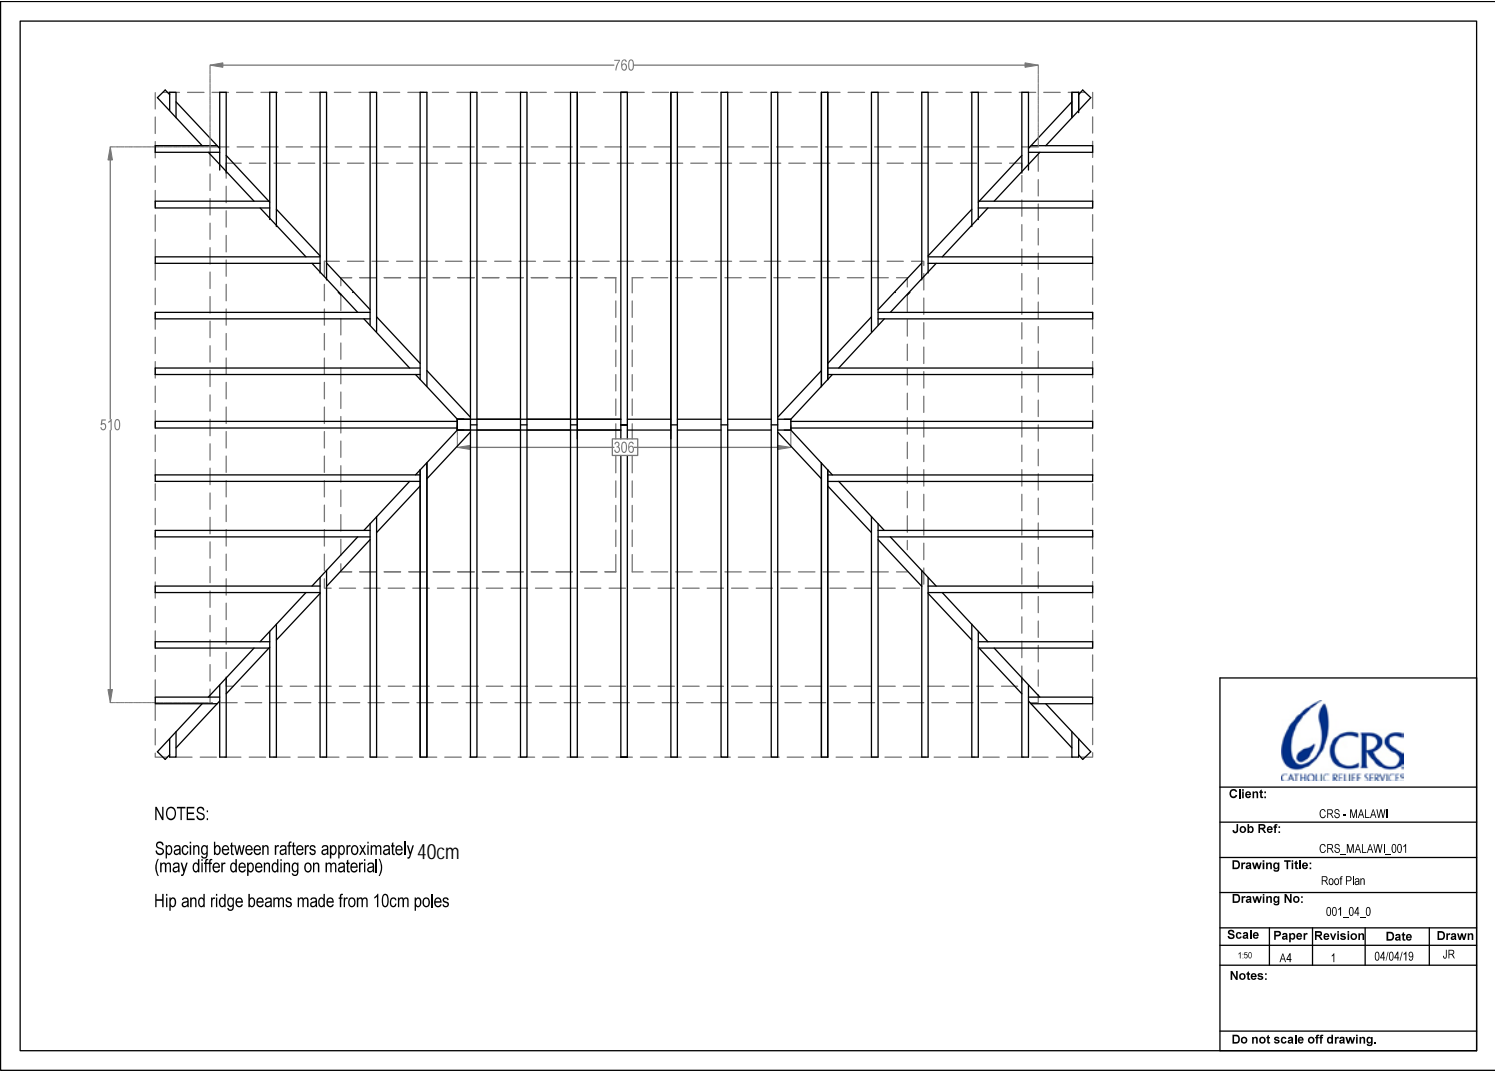 760
510
306
NOTES:
Spacing between rafters approximately 40cm
(may differ depending on material)
Hip and ridge beams made from 10cm poles
CRS
CATHOLIC RELIEF SERVICES
Client:
CRS - MALAWI
Job Ref:
CRS_MALAWI_001
Drawing Title:
Roof Plan
Drawing No:
001_04_0
Scale Paper Revision Date Drawn
1:50 A4 1 04/04/19 JR
Notes:
Do not scale off drawing.